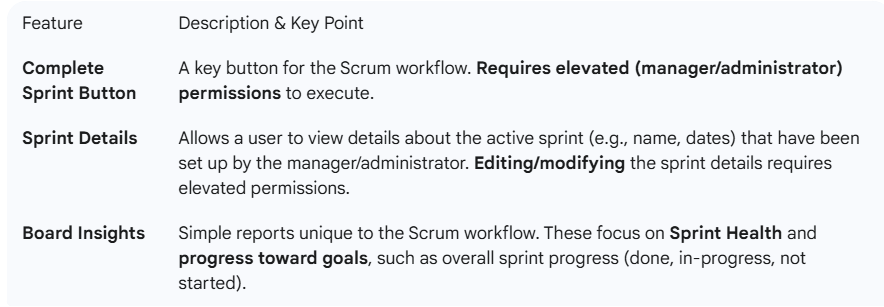 Feature Description & Key Point
Complete Sprint Button A key button for the Scrum workflow. Requires elevated (manager/administrator)
permissions to execute.
Sprint Details Allows a user to view details about the active sprint (e.g., name, dates) that have been
set up by the manager/administrator. Editing/modifying the sprint details requires
elevated permissions.
Board Insights Simple reports unique to the Scrum workflow. These focus on Sprint Health and
progress toward goals, such as overall sprint progress (done, in-progress, not
started).